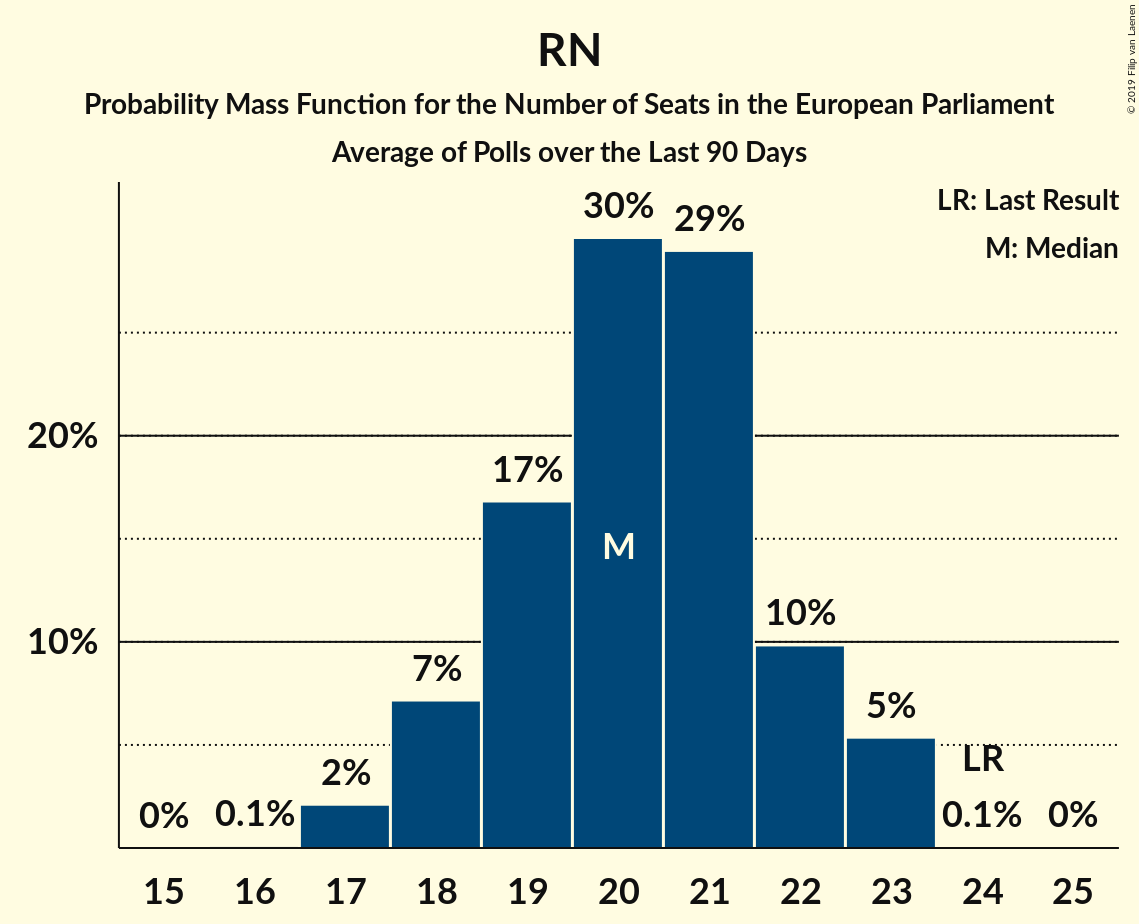 RN
Probability Mass Function for the Number of Seats in the European Parliament
Average of Polls over the Last 90 Days
© 2019 Filip van Laenen
LR: Last Result
M: Median
30%
29%
20%
17%
M
10%
10%
7%
5%
LR
2%
0%
0.1%
0.1%
0%
15 16 17 18 19 20 21 22 23 24 25